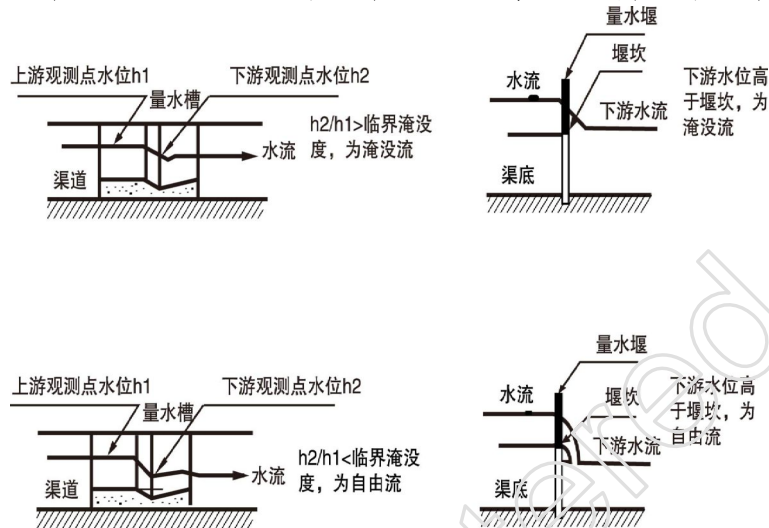 上游观测点水位h1
下游观测点水位h2
量水槽
h2/h1>临界淹没
度，为淹没流
水流
渠道
量水堰
堰坎
水流
下游水流
下游水位高
于堰坎，为
淹没流
渠底
上游观测点水位h1
下游观测点水位h2
量水槽
h2/h1<临界淹没
度，为自由流
水流
渠道
量水堰
堰坎
水流
下游水流
下游水位高
于堰坎，为
自由流
渠底
tered